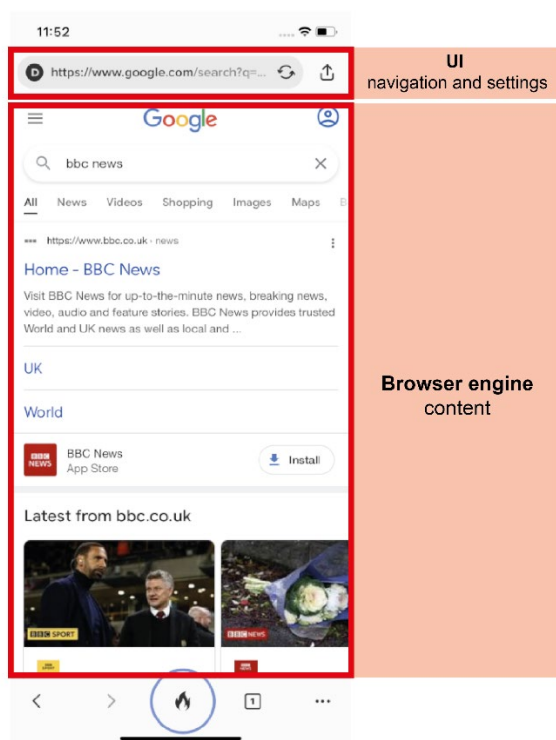 11:52
D https://www.google.com/search?q=...
UI
navigation and settings
Google
bbc news
All News Videos Shopping Images Maps B
https://www.bbc.co.uk › news
Home - BBC News
Visit BBC News for up-to-the-minute news, breaking news,
video, audio and feature stories. BBC News provides trusted
World and UK news as well as local and ...
UK
World
BBC NEWS
BBC News
App Store
Install
Browser engine
content
Latest from bbc.co.uk
BBC SPORT
BBC NEWS
1